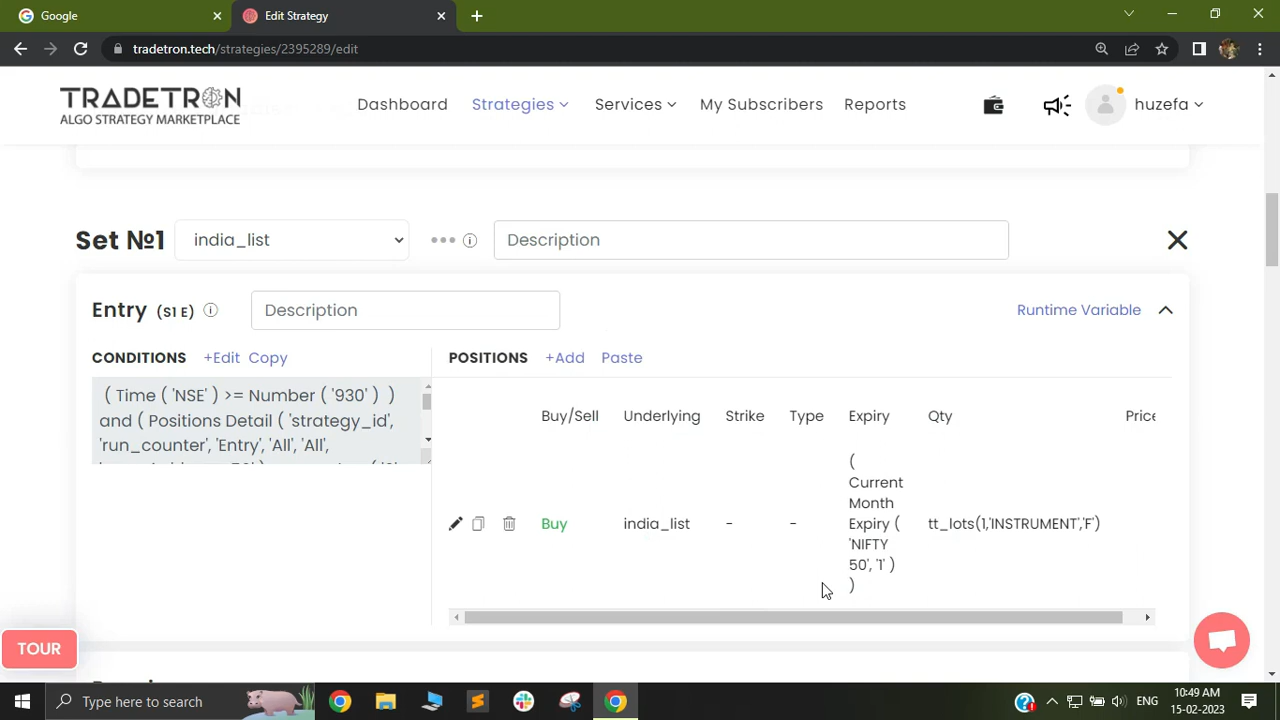 Google
Edit Strategy
tradetron.tech/strategies/2395289/edit
TRADETRON
ALGO STRATEGY MARKETPLACE
Dashboard
Strategies
Services
My Subscribers
Reports
huzefa
Set №1
india_list
Description
Entry (S1 E)
Description
Runtime Variable
CONDITIONS
+Edit
Copy
POSITIONS
+Add
Paste
( Time ( 'NSE' ) >= Number ( '930' ) )
and ( Positions Detail ( 'strategy_id',
'run_counter', 'Entry', 'All', 'All',
Buy/Sell
Underlying
Strike
Type
Expiry
Qty
Price
Buy
india_list
-
-
(
Current
Month
Expiry (
'NIFTY
50', '1' )
)
tt_lots(1,'INSTRUMENT','F')
TOUR
Type here to search
ENG
10:49 AM
15-02-2023